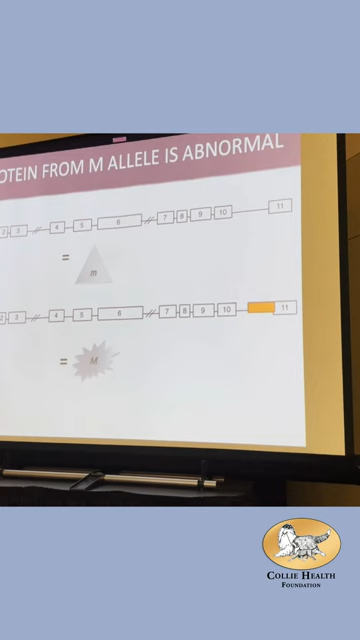 OTEIN FROM M ALLELE IS ABNORMAL
2 3 4 5 6 7 8 9 10 11
= m
2 3 4 5 6 7 8 9 10 11
= M
COLLIE HEALTH
FOUNDATION